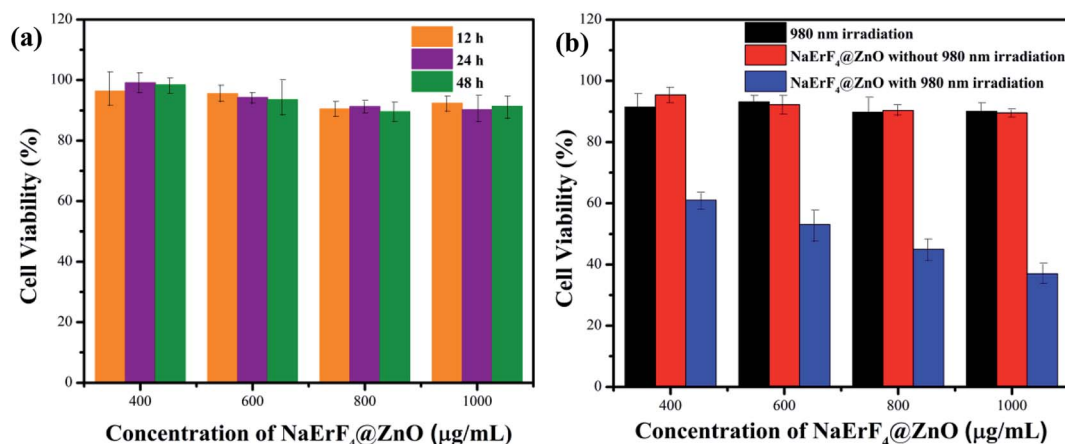 (a)
120
100
80
60
40
20
0
Cell Viability (%)
12 h
24 h
48 h
400 600 800 1000
Concentration of NaErF₄@ZnO (μg/mL)
(b)
120
100
80
60
40
20
0
Cell Viability (%)
980 nm irradiation
NaErF₄@ZnO without 980 nm irradiation
NaErF₄@ZnO with 980 nm irradiation
400 600 800 1000
Concentration of NaErF₄@ZnO (μg/mL)